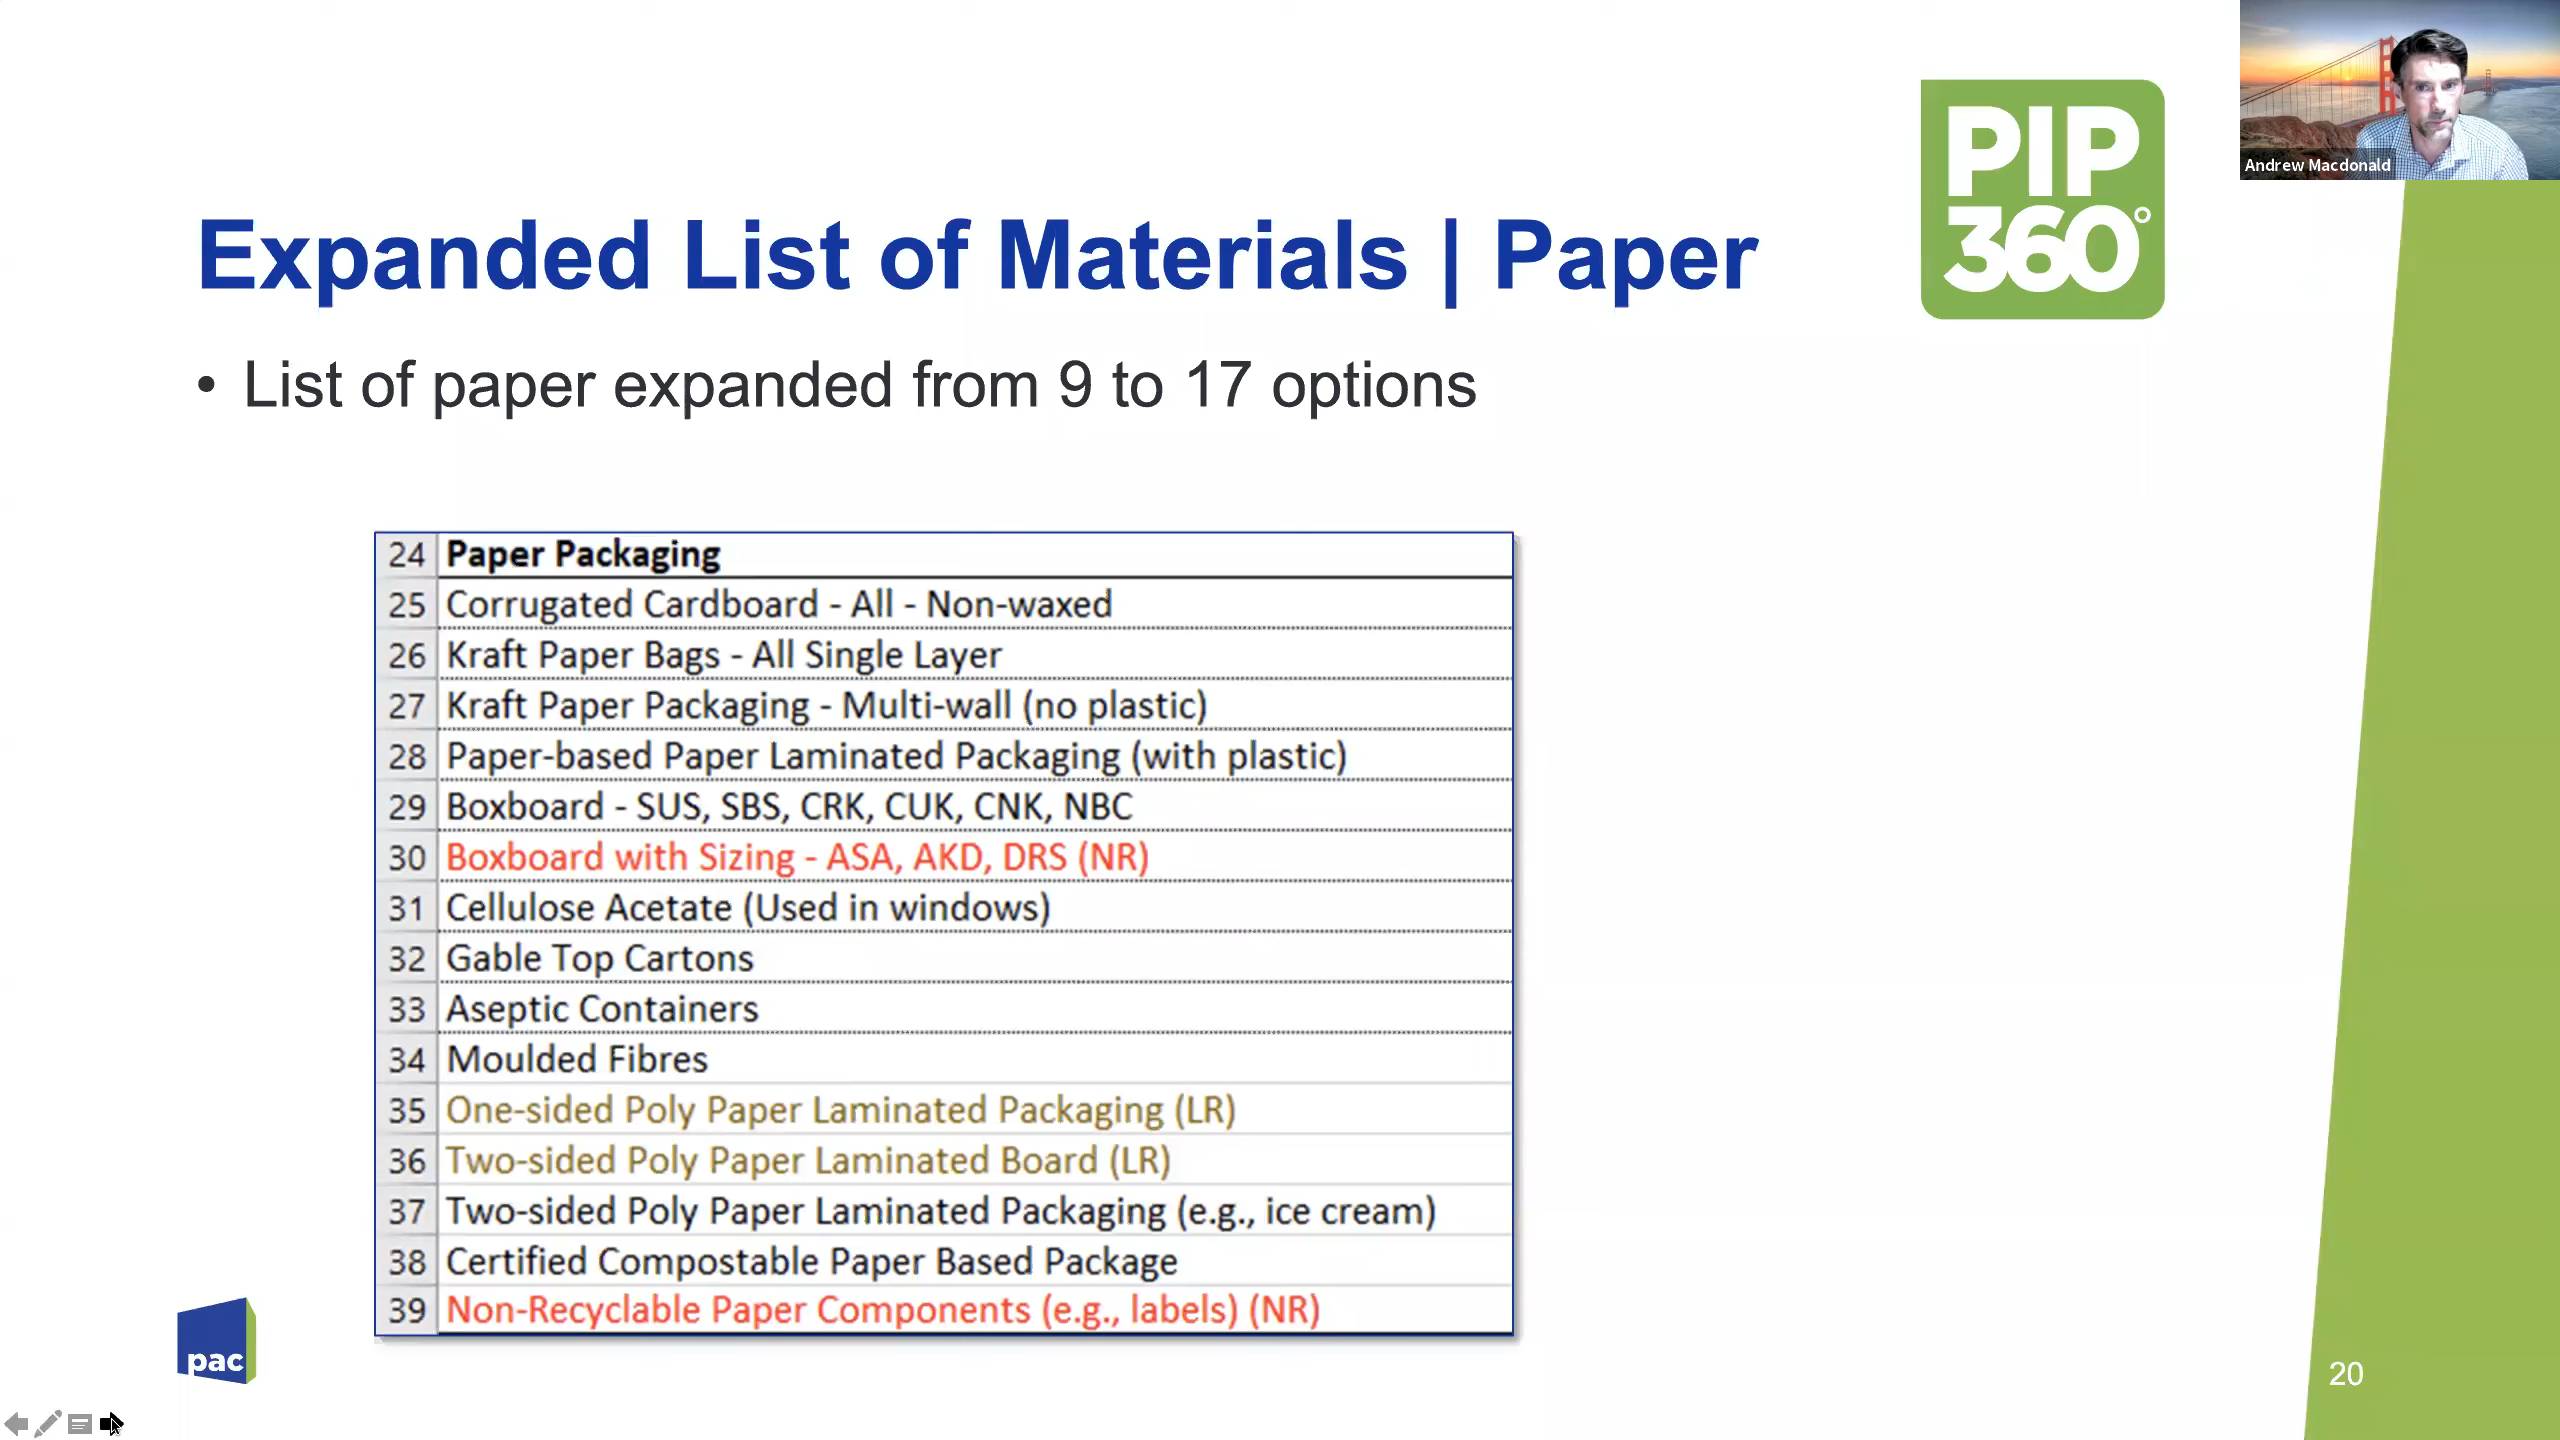 Andrew Macdonald
PIP
360°
Expanded List of Materials | Paper
• List of paper expanded from 9 to 17 options
24 Paper Packaging
25 Corrugated Cardboard - All - Non-waxed
26 Kraft Paper Bags - All Single Layer
27 Kraft Paper Packaging - Multi-wall (no plastic)
28 Paper-based Paper Laminated Packaging (with plastic)
29 Boxboard - SUS, SBS, CRK, CUK, CNK, NBC
30 Boxboard with Sizing - ASA, AKD, DRS (NR)
31 Cellulose Acetate (Used in windows)
32 Gable Top Cartons
33 Aseptic Containers
34 Moulded Fibres
35 One-sided Poly Paper Laminated Packaging (LR)
36 Two-sided Poly Paper Laminated Board (LR)
37 Two-sided Poly Paper Laminated Packaging (e.g., ice cream)
38 Certified Compostable Paper Based Package
39 Non-Recyclable Paper Components (e.g., labels) (NR)
pac
20